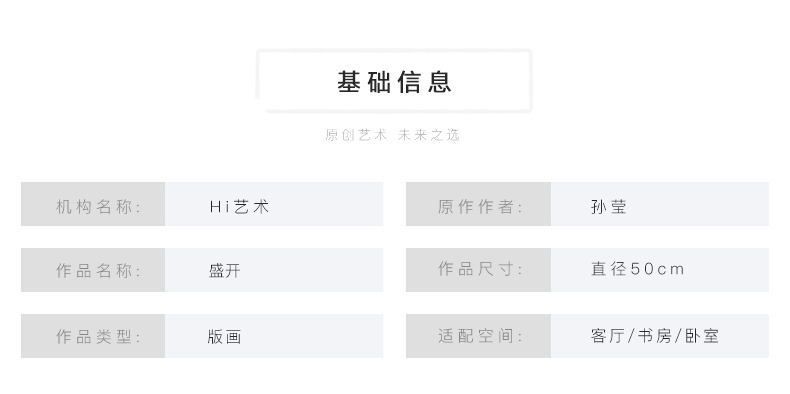 基础信息
原创艺术 未来之选
机构名称: Hi艺术
原作作者: 孙莹
作品名称: 盛开
作品尺寸: 直径50cm
作品类型: 版画
适配空间: 客厅/书房/卧室